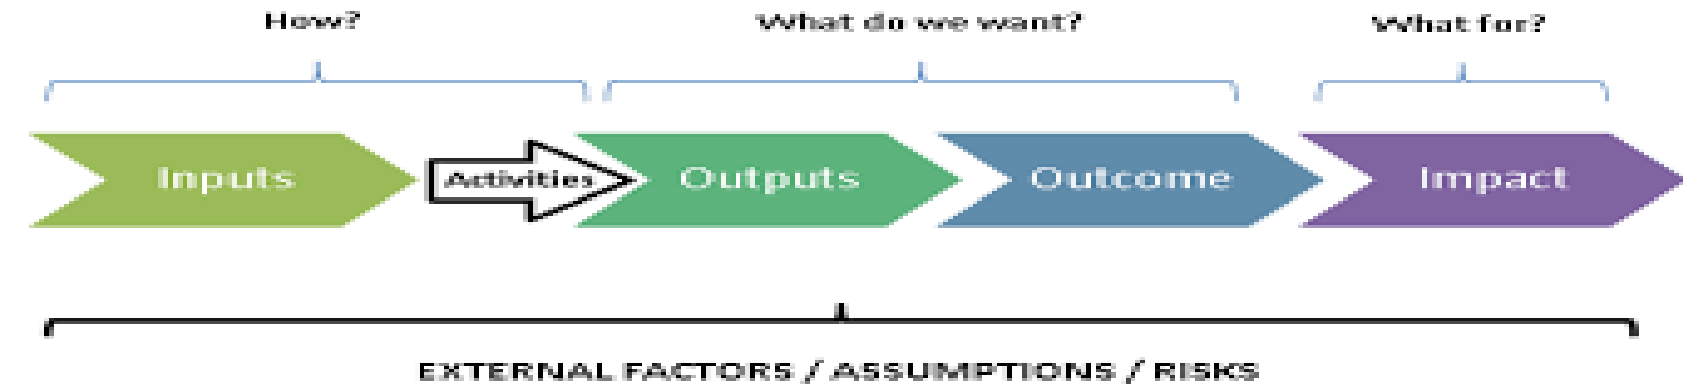 How? What do we want? What for?
Inputs Activities Outputs Outcome Impact
EXTERNAL FACTORS / ASSUMPTIONS / RISKS